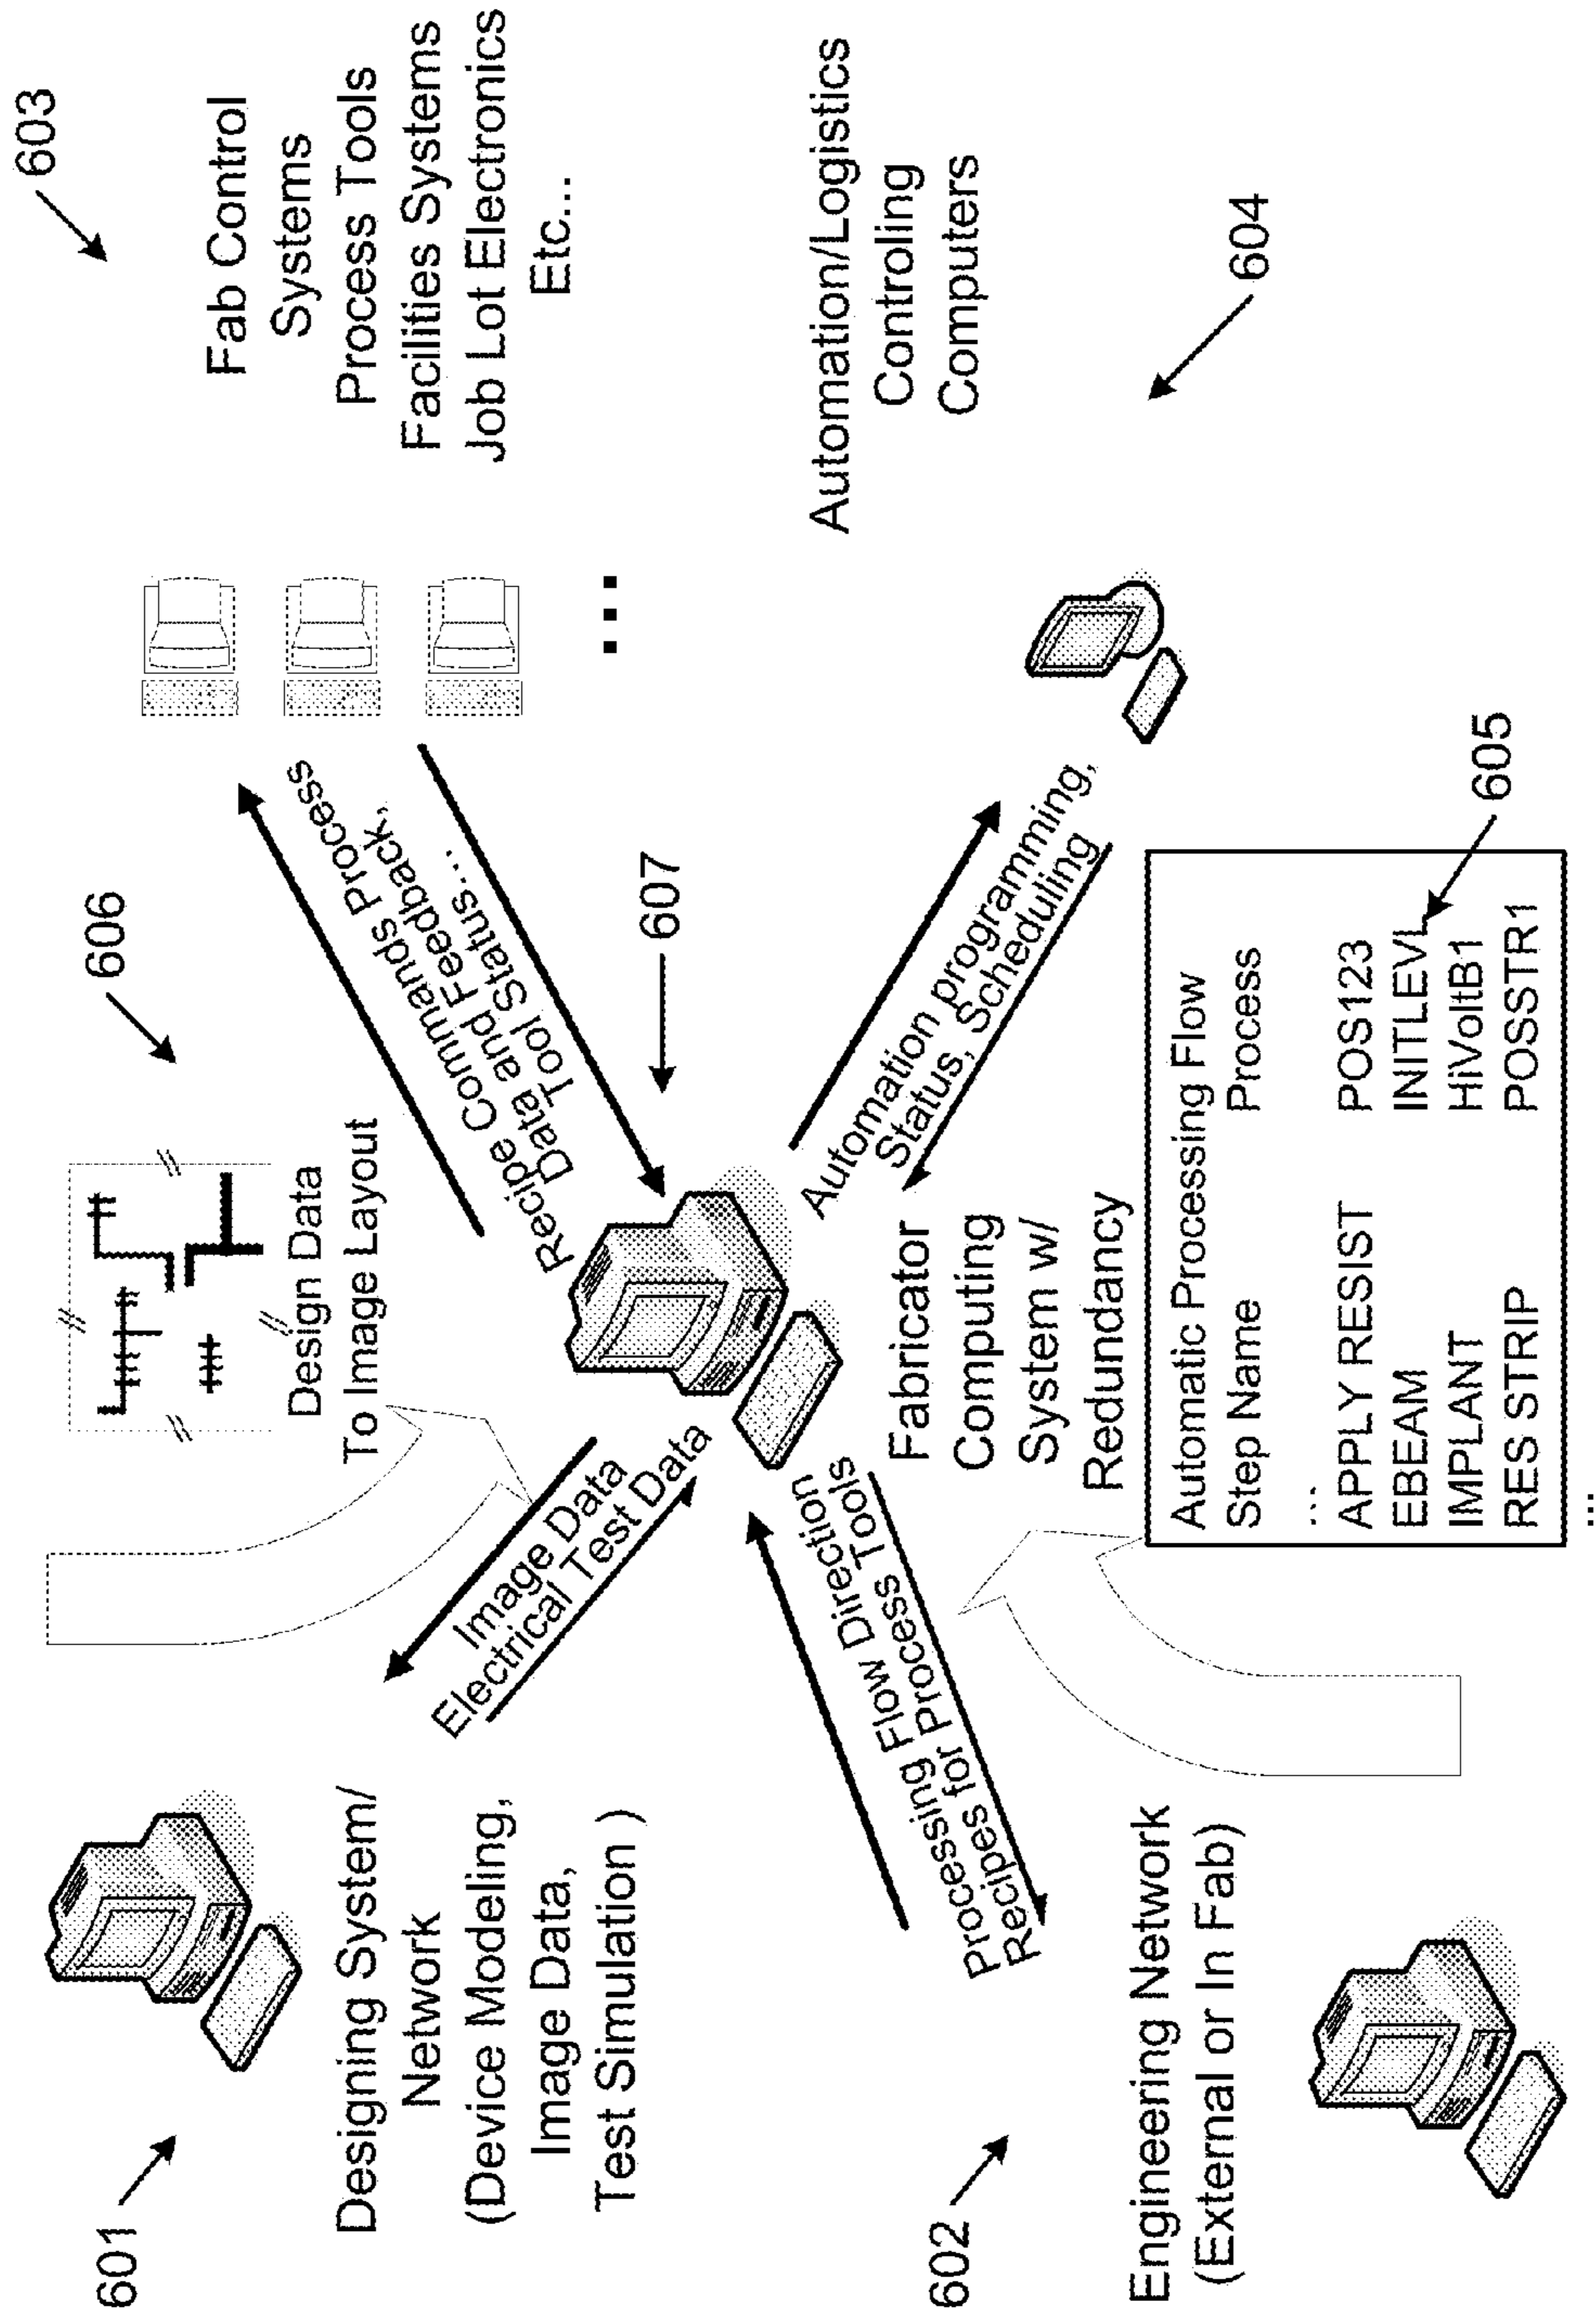 601
Designing System/
Network
(Device Modeling,
Image Data,
Test Simulation )
606
Design Data
To Image Layout
603
Fab Control
Systems
Process Tools
Facilities Systems
Job Lot Electronics
Etc...
...
Image Data
Electrical Test Data
Recipe Commands Process
Data and Feedback,
Tool Status...
607
Fabricator
Computing
System w/
Redundancy
Automation/Logistics
Controling
Computers
604
Automation programming,
Status, Scheduling
Processing Flow Direction
Recipes for Process Tools
602
Engineering Network
(External or In Fab)
Automatic Processing Flow
Step Name Process
...
APPLY RESIST POS123
EBEAM INITLEVL
IMPLANT HiVoltB1
RES STRIP POSSTR1
...
605